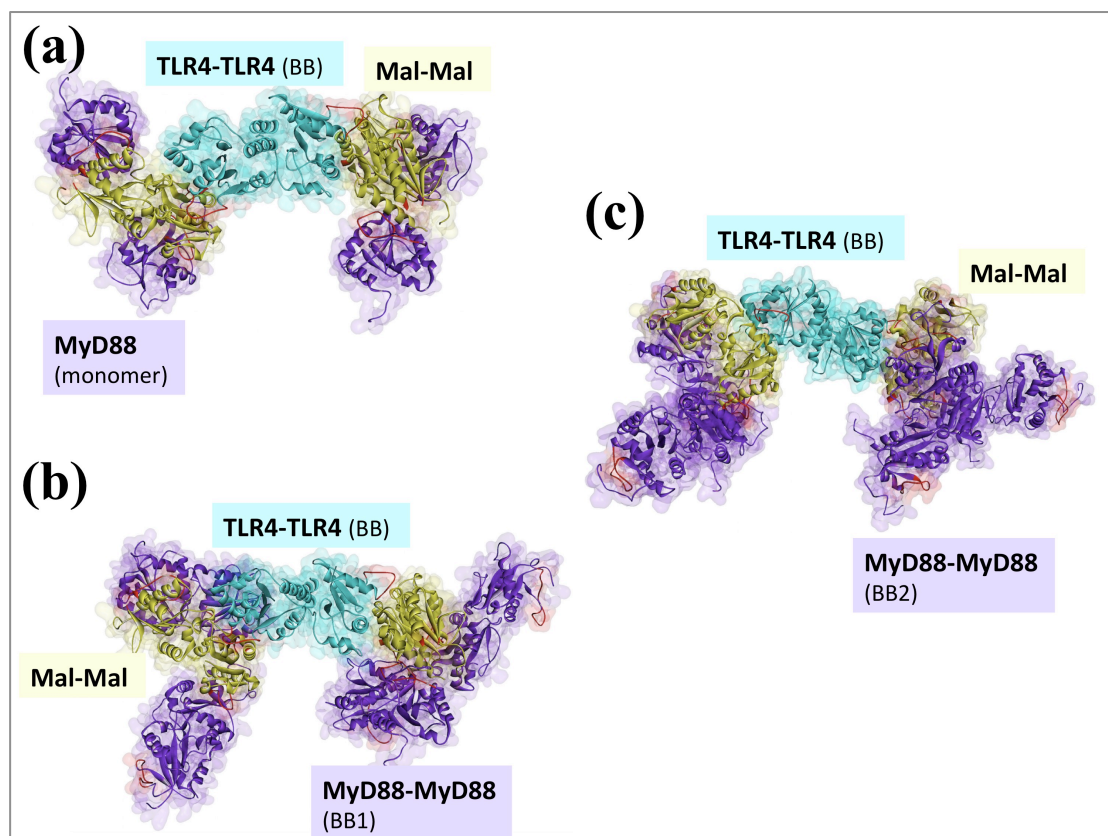 (a)
TLR4-TLR4 (BB)
Mal-Mal
MyD88
(monomer)
(b)
TLR4-TLR4 (BB)
Mal-Mal
MyD88-MyD88
(BB1)
(c)
TLR4-TLR4 (BB)
Mal-Mal
MyD88-MyD88
(BB2)